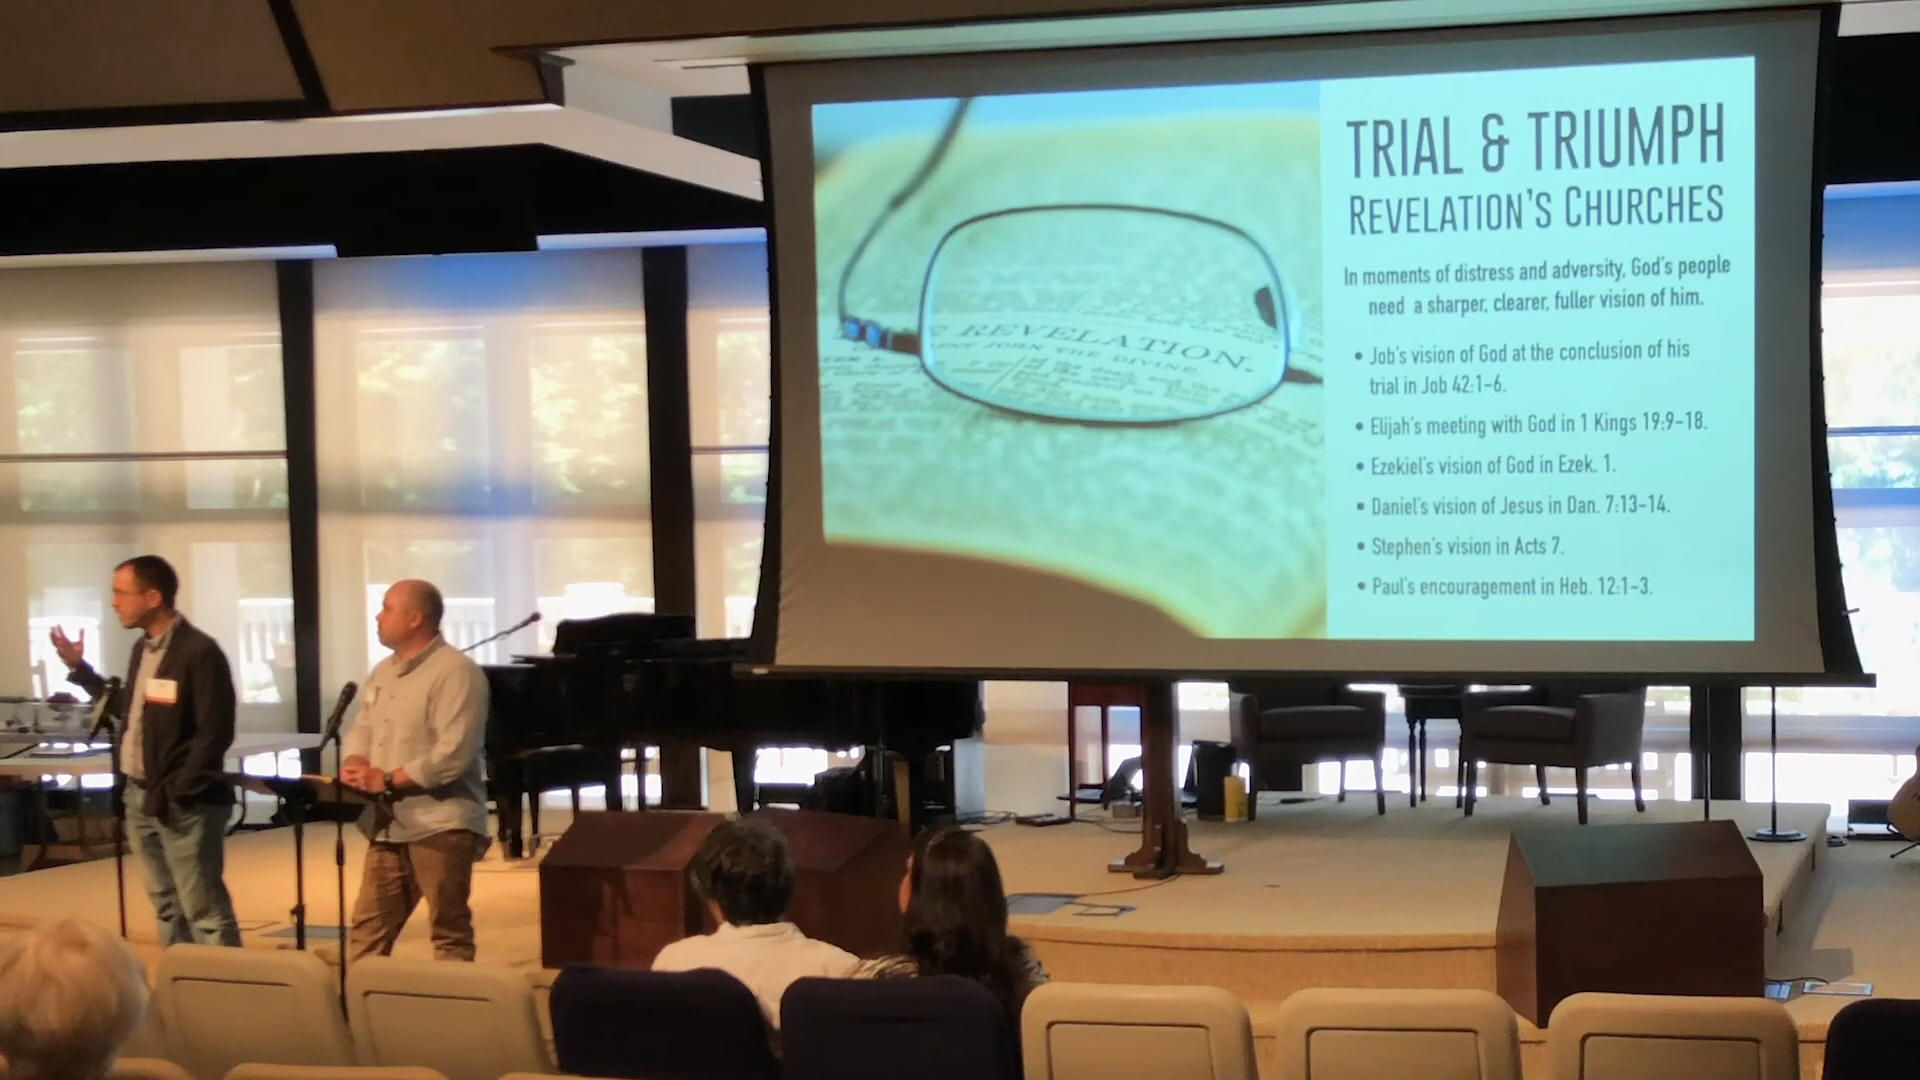 TRIAL & TRIUMPH
REVELATION'S CHURCHES
In moments of distress and adversity, God's people
need a sharper, clearer, fuller vision of him.
• Job's vision of God at the conclusion of his
trial in Job 42:1–6.
• Elijah's meeting with God in 1 Kings 19:9–18.
• Ezekiel's vision of God in Ezek. 1.
• Daniel's vision of Jesus in Dan. 7:13–14.
• Stephen's vision in Acts 7.
• Paul's encouragement in Heb. 12:1–3.
REVELATION.
JOHN THE DIVINE